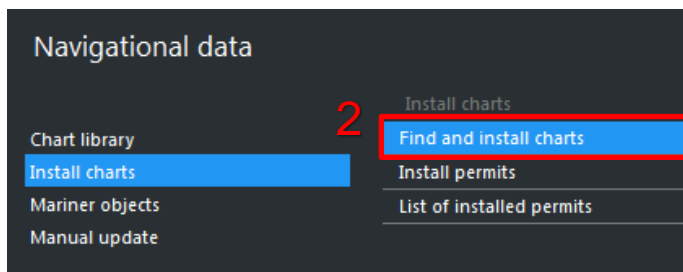 Navigational data
Chart library
Install charts
Mariner objects
Manual update
2
Install charts
Find and install charts
Install permits
List of installed permits